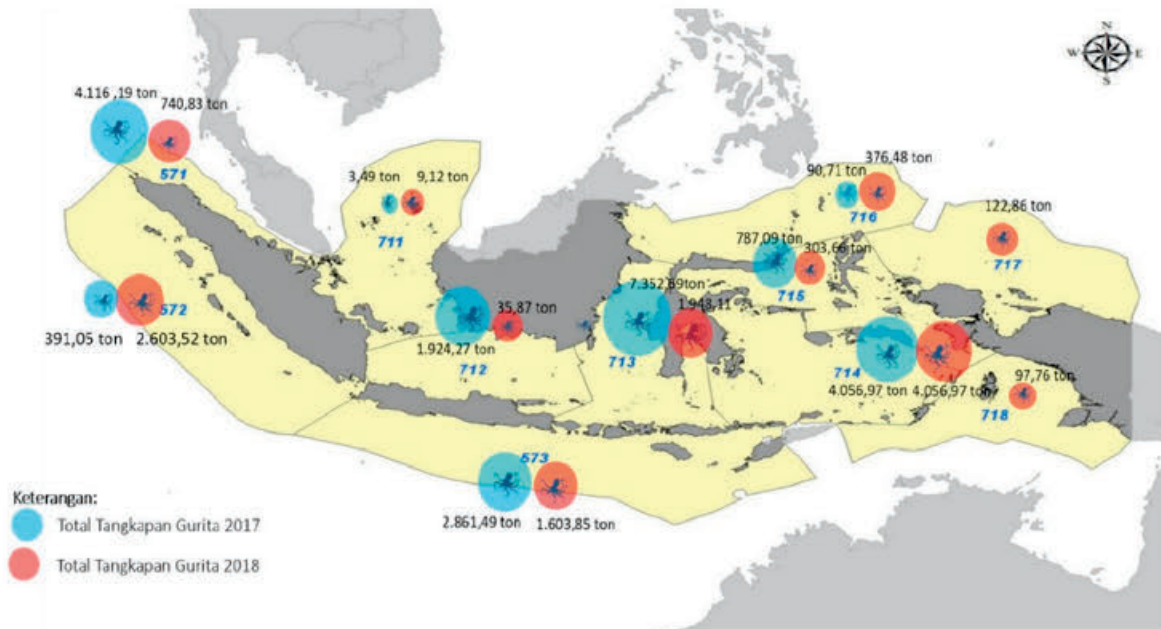 N
W E
S
4.116 ,19 ton
740,83 ton
571
3,49 ton
9,12 ton
711
90,71 ton
376,48 ton
716
122,86 ton
717
787,09 ton
303,66 ton
715
391,05 ton
2.603,52 ton
572
1.924,27 ton
35,87 ton
712
7.352,69ton
1.948,11
713
714
4.056,97 ton
4.056,97 ton
97,76 ton
718
573
2.861,49 ton
1.603,85 ton
Keterangan:
Total Tangkapan Gurita 2017
Total Tangkapan Gurita 2018